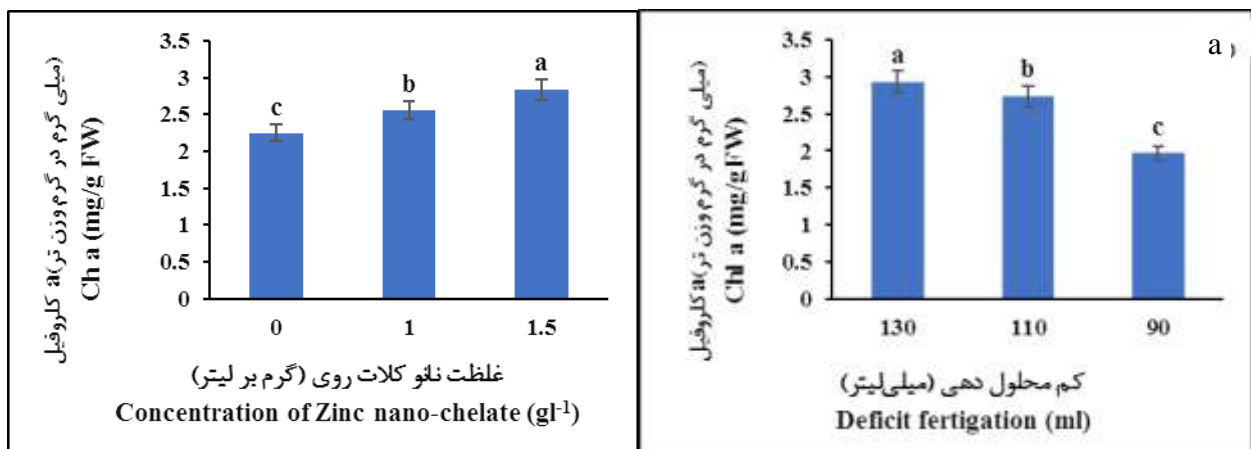 3.5
3
2.5
2
1.5
1
0.5
0
c
b
a
0
1
1.5
کلروفیل a(میلی گرم در گرم وزن تر)
Ch a (mg/g FW)
غلظت نانو کلات روی (گرم بر لیتر)
Concentration of Zinc nano-chelate (gl-1)
a
3.5
3
2.5
2
1.5
1
0.5
0
a
b
c
130
110
90
کلروفیل a(میلی گرم در گرم وزن تر)
Chl a (mg/g FW)
کم محلول دهی (میلی‌لیتر)
Deficit fertigation (ml)